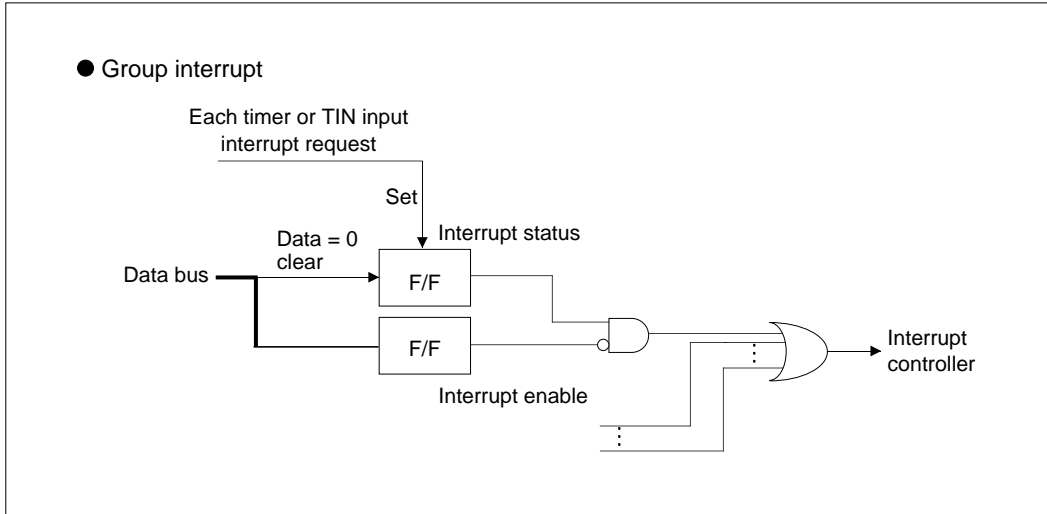 ● Group interrupt
Each timer or TIN input
interrupt request
Set
Interrupt status
Data = 0
clear
Data bus
F/F
F/F
Interrupt enable
Interrupt
controller